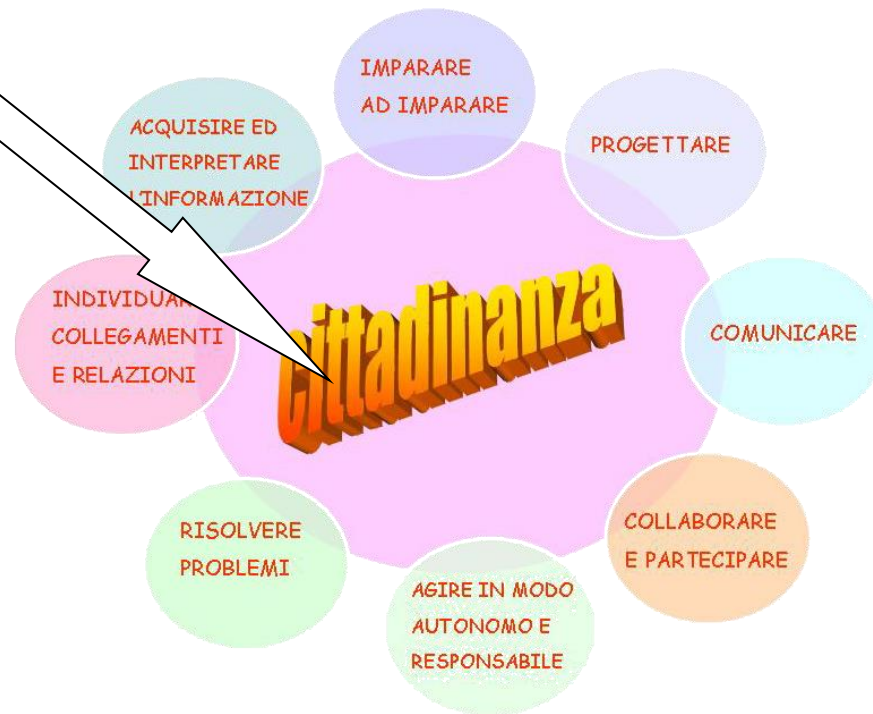 IMPARARE
AD IMPARARE
PROGETTARE
COMUNICARE
COLLABORARE
E PARTECIPARE
AGIRE IN MODO
AUTONOMO E
RESPONSABILE
RISOLVERE
PROBLEMI
COLLEGAMENTI
E RELAZIONI
ACQUISIRE ED
INTERPRETARE
L'INFORMAZIONE
Cittadinanza